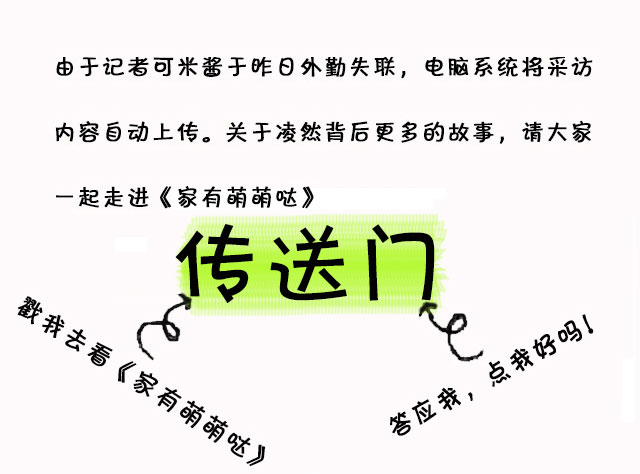 由于记者可米酱于昨日外勤失联，电脑系统将采访
内容自动上传。关于凌然背后更多的故事，请大家
一起走进《家有萌萌哒》
传送门
戳我去看《家有萌萌哒》
答应我，点我好吗！